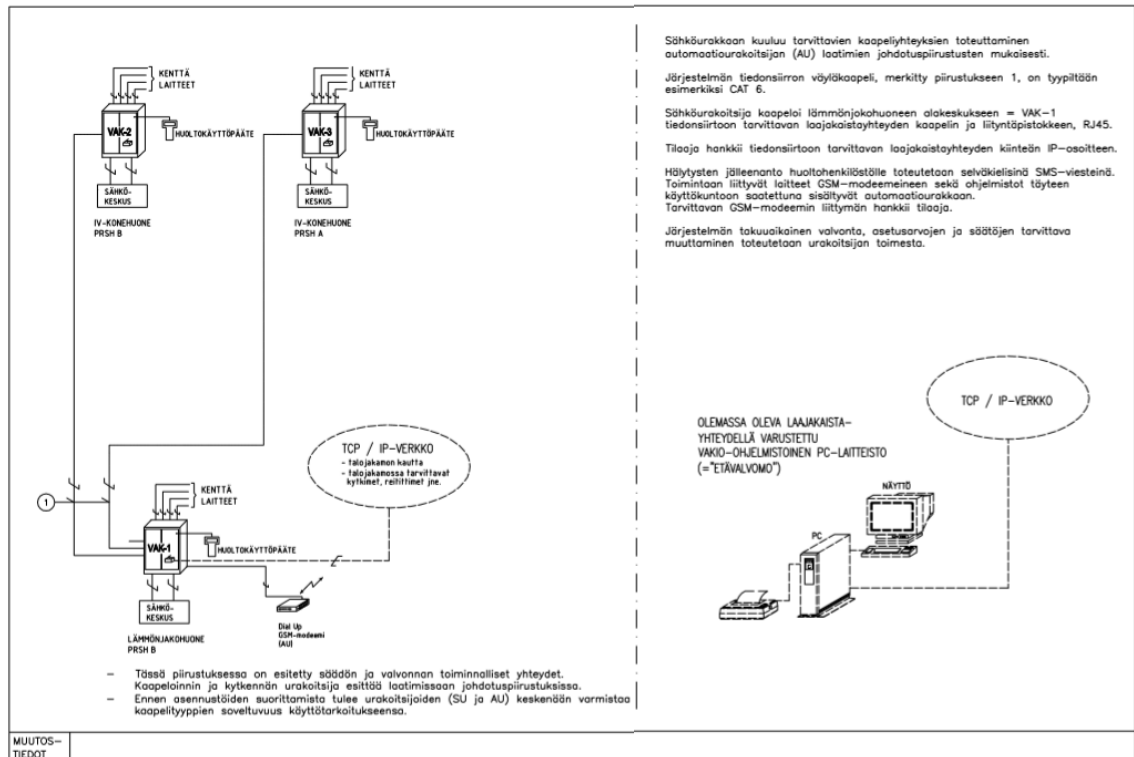 KENTTÄ
LAITTEET
VAK-2
HUOLTOKÄYTTÖPÄÄTE
SÄHKÖ-
KESKUS
IV-KONEHUONE
PRSH B
KENTTÄ
LAITTEET
VAK-3
HUOLTOKÄYTTÖPÄÄTE
SÄHKÖ-
KESKUS
IV-KONEHUONE
PRSH A
TCP / IP-VERKKO
- talojakamon kautta
- talojakamossa tarvittavat
kytkimet, reitittimet jne.
1
KENTTÄ
LAITTEET
VAK-1
HUOLTOKÄYTTÖPÄÄTE
SÄHKÖ-
KESKUS
LÄMMÖNJAKOHUONE
PRSH B
Dial Up
GSM-modeemi
(AU)
- Tässä piirustuksessa on esitetty säädön ja valvonnan toiminnalliset yhteydet.
Kaapeloinnin ja kytkennän urakoitsija esittää laatimissaan johdotuspiirustuksissa.
- Ennen asennustöiden suorittamista tulee urakoitsijoiden (SU ja AU) keskenään varmistaa
kaapelityyppien soveltuvuus käyttötarkoitukseensa.
Sähköurakkaan kuuluu tarvittavien kaapeliyhteyksien toteuttaminen
automaatiourakoitsijan (AU) laatimien johdotuspiirustusten mukaisesti.
Järjestelmän tiedonsiirron väyläkaapeli, merkitty piirustukseen 1, on tyypiltään
esimerkiksi CAT 6.
Sähköurakoitsija kaapeloi lämmönjokohuoneen alakeskukseen = VAK-1
tiedonsiirtoon tarvittavan laajakaistayhteyden kaapelin ja liityntäpistokkeen, RJ45.
Tilaaja hankkii tiedonsiirtoon tarvittavan laajakaistayhteyden kiinteän IP-osoitteen.
Hälytysten jälleenanto huoltohenkilöstölle toteutetaan selväkielisinä SMS-viesteinä.
Toimintaan liittyvät laitteet GSM-modeemeineen sekä ohjelmistot täyteen
käyttökuntoon saatettuna sisältyvät automaatiourakkaan.
Tarvittavan GSM-modeemin liittymän hankkii tilaaja.
Järjestelmän takuuaikainen valvonta, asetusarvojen ja säätöjen tarvittava
muuttaminen toteutetaan urakoitsijan toimesta.
TCP / IP-VERKKO
OLEMASSA OLEVA LAAJAKAISTA-
YHTEYDELLÄ VARUSTETTU
VAKIO-OHJELMISTOINEN PC-LAITTEISTO
(="ETÄVALVOMO")
NÄYTTÖ
PC
MUUTOS-
TIEDOT